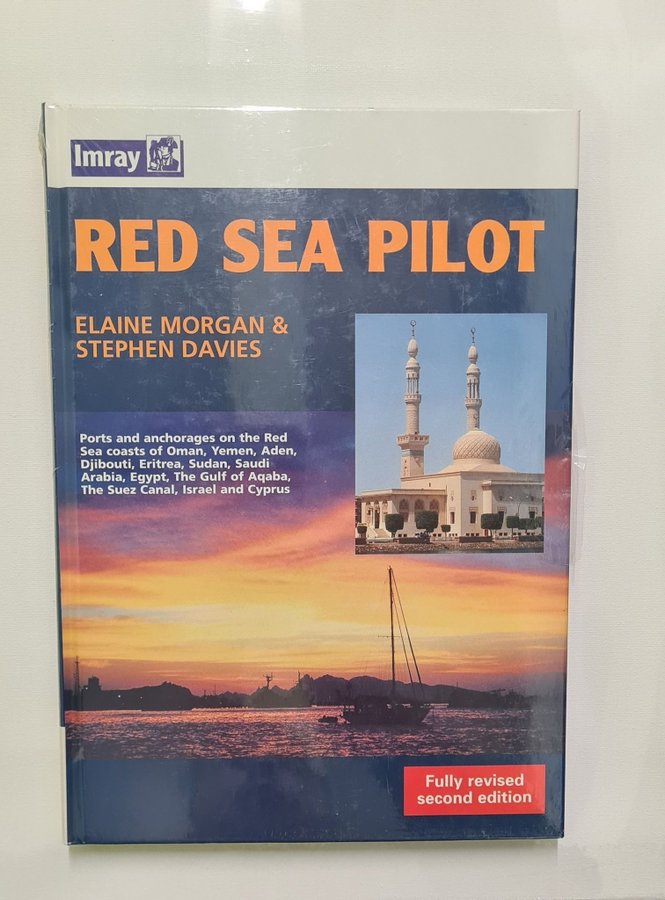 Imray
RED SEA PILOT
ELAINE MORGAN &
STEPHEN DAVIES
Ports and anchorages on the Red
Sea coasts of Oman, Yemen, Aden,
Djibouti, Eritrea, Sudan, Saudi
Arabia, Egypt, The Gulf of Aqaba,
The Suez Canal, Israel and Cyprus
Fully revised
second edition